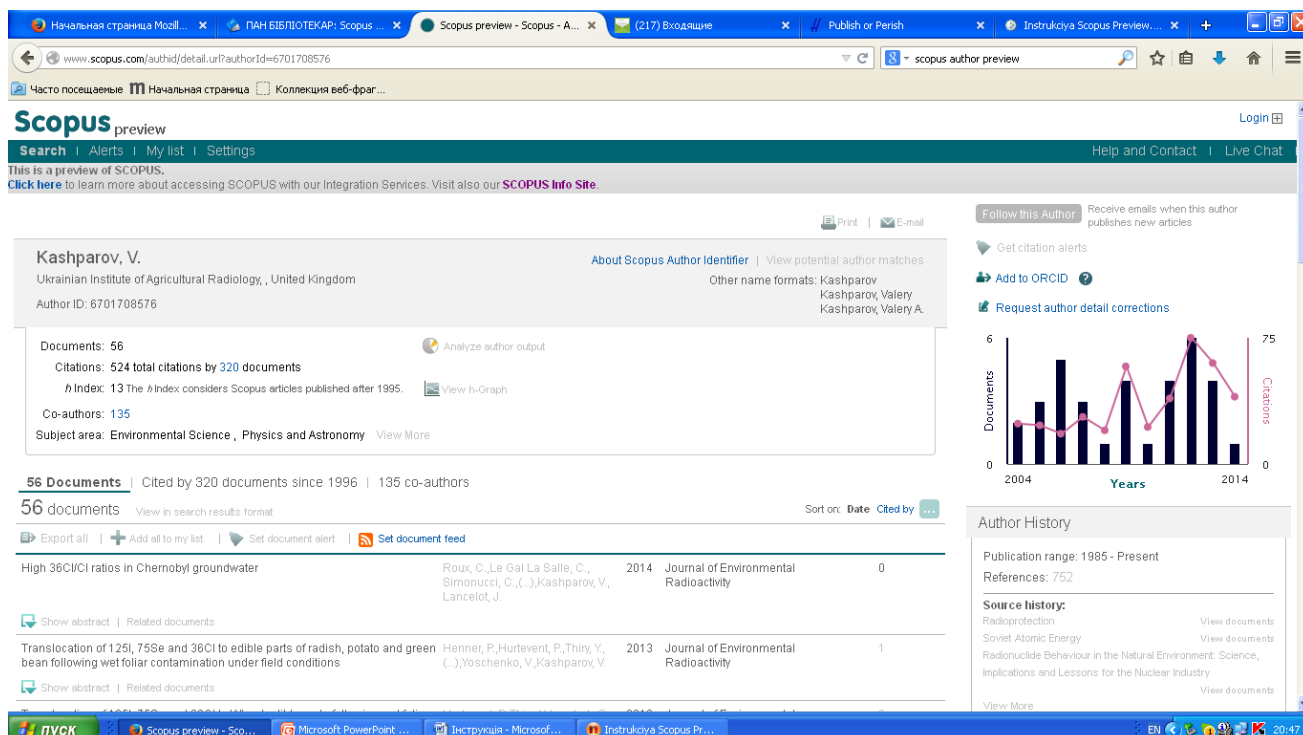 Начальная страница Mozill... ПАН БІБЛІОТЕКАР: Scopus ... Scopus preview - Scopus - A... (217) Входящие Publish or Perish Instrukciya Scopus Preview....
www.scopus.com/authid/detail.url?authorId=6701708576 scopus author preview
Часто посещаемые Начальная страница Коллекция веб-фраг...
Scopus preview Login
Search | Alerts | My list | Settings Help and Contact | Live Chat
This is a preview of SCOPUS.
Click here to learn more about accessing SCOPUS with our Integration Services. Visit also our SCOPUS Info Site.
Print | E-mail
Kashparov, V.
Ukrainian Institute of Agricultural Radiology, , United Kingdom
Author ID: 6701708576
About Scopus Author Identifier | View potential author matches
Other name formats: Kashparov
Kashparov, Valery
Kashparov, Valery A.
Documents: 56 Analyze author output
Citations: 524 total citations by 320 documents
h Index: 13 The h Index considers Scopus articles published after 1995. View h-Graph
Co-authors: 135
Subject area: Environmental Science , Physics and Astronomy View More
56 Documents | Cited by 320 documents since 1996 | 135 co-authors
56 documents View in search results format Sort on: Date Cited by ...
Export all | Add all to my list | Set document alert | Set document feed
High 36Cl/Cl ratios in Chernobyl groundwater
Roux, C.,Le Gal La Salle, C.,
Simonucci, C.,(...),Kashparov, V.,
Lancelot, J.
2014
Journal of Environmental
Radioactivity
0
Show abstract | Related documents
Translocation of 125I, 75Se and 36Cl to edible parts of radish, potato and green
bean following wet foliar contamination under field conditions
Henner, P.,Hurtevent, P.,Thiry, Y.,
(...),Yoschenko, V.,Kashparov, V.
2013
Journal of Environmental
Radioactivity
1
Show abstract | Related documents
Follow this Author
Receive emails when this author
publishes new articles
Get citation alerts
Add to ORCID ?
Request author detail corrections
6 75
Documents
Citations
0 0
2004 Years 2014
Author History
Publication range: 1985 - Present
References: 752
Source history:
Radioprotection View documents
Soviet Atomic Energy View documents
Radionuclide Behaviour in the Natural Environment: Science,
Implications and Lessons for the Nuclear Industry
View documents
View More
пуск Scopus preview - Sco... Microsoft PowerPoint ... Інструкція - Microsof... Instrukciya Scopus Pr... EN 20:47